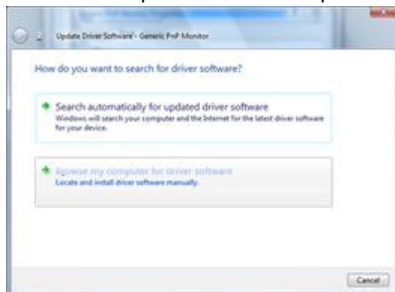 Update Driver Software - Generic PnP Monitor
How do you want to search for driver software?
Search automatically for updated driver software
Windows will search your computer and the Internet for the latest driver software
for your device.
Browse my computer for driver software
Locate and install driver software manually.
Cancel